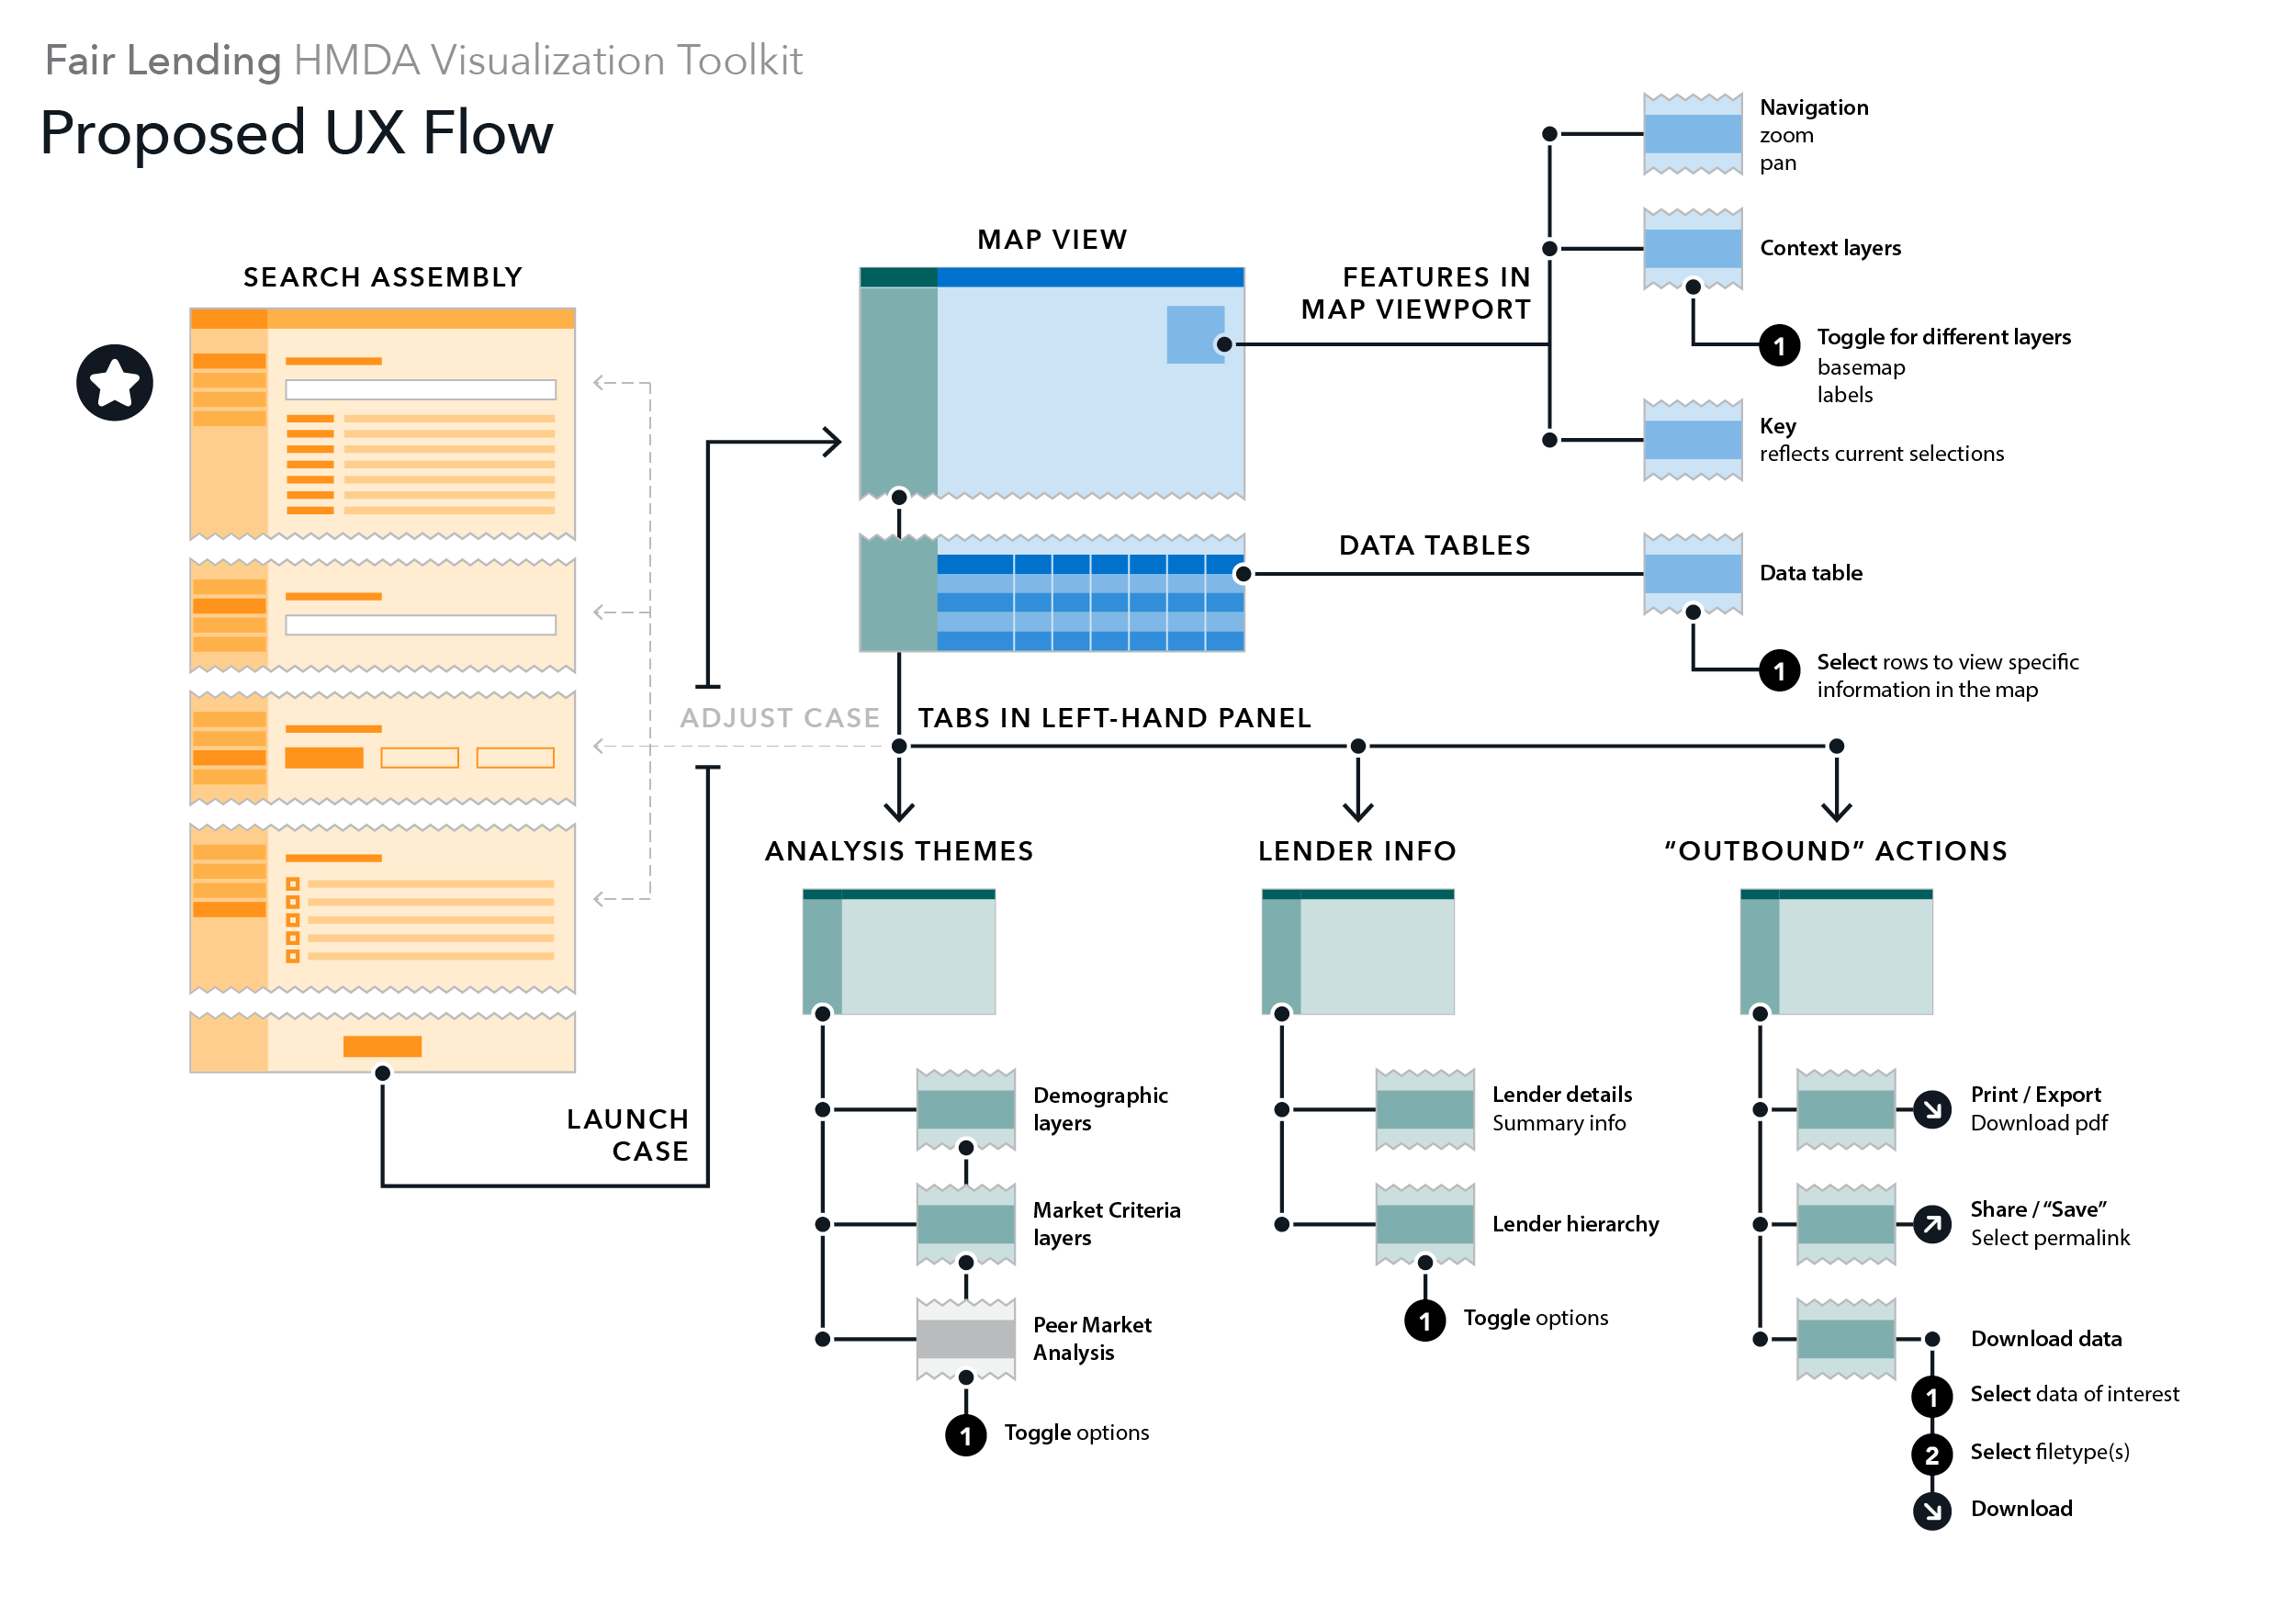 Fair Lending HMDA Visualization Toolkit
Proposed UX Flow
SEARCH ASSEMBLY
MAP VIEW
FEATURES IN
MAP VIEWPORT
Navigation
zoom
pan
Context layers
1
Toggle for different layers
basemap
labels
Key
reflects current selections
DATA TABLES
Data table
1
Select rows to view specific
information in the map
ADJUST CASE
TABS IN LEFT-HAND PANEL
LAUNCH
CASE
ANALYSIS THEMES
Demographic
layers
Market Criteria
layers
Peer Market
Analysis
1
Toggle options
LENDER INFO
Lender details
Summary info
Lender hierarchy
1
Toggle options
“OUTBOUND” ACTIONS
Print / Export
Download pdf
Share / “Save”
Select permalink
Download data
1
Select data of interest
2
Select filetype(s)
Download